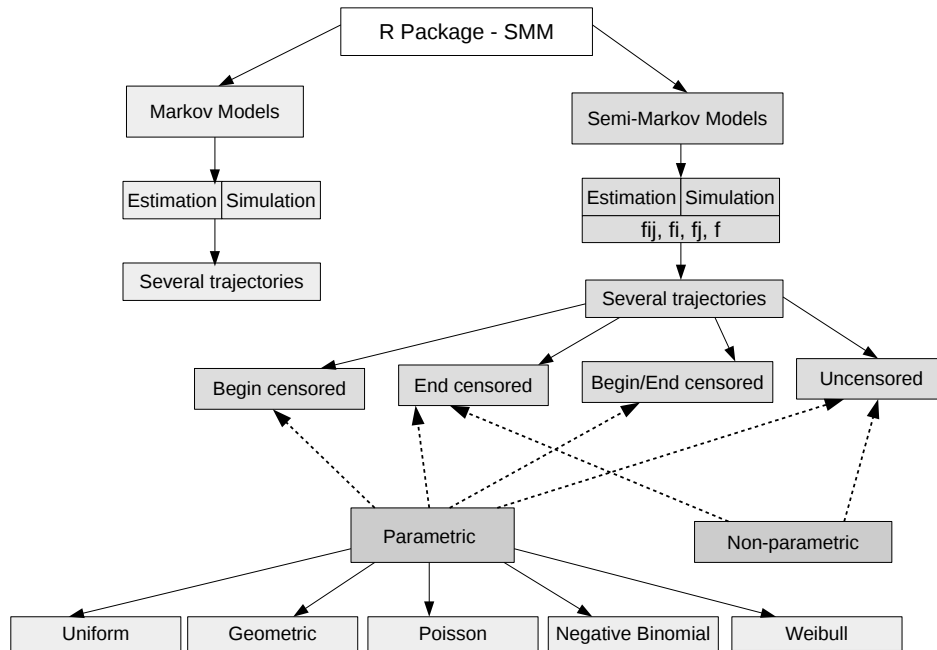 R Package - SMM
Markov Models
Semi-Markov Models
Estimation Simulation
Estimation Simulation
fij, fi, fj, f
Several trajectories
Several trajectories
Begin censored
End censored
Begin/End censored
Uncensored
Parametric
Non-parametric
Uniform
Geometric
Poisson
Negative Binomial
Weibull